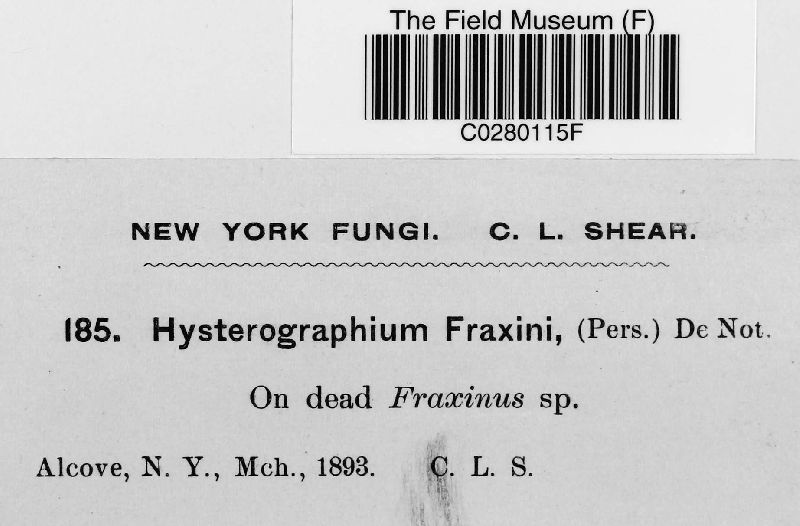 The Field Museum (F)
C0280115F
NEW YORK FUNGI. C. L. SHEAR.
185. Hysterographium Fraxini, (Pers.) De Not.
On dead Fraxinus sp.
Alcove, N. Y., Mch., 1893. C. L. S.